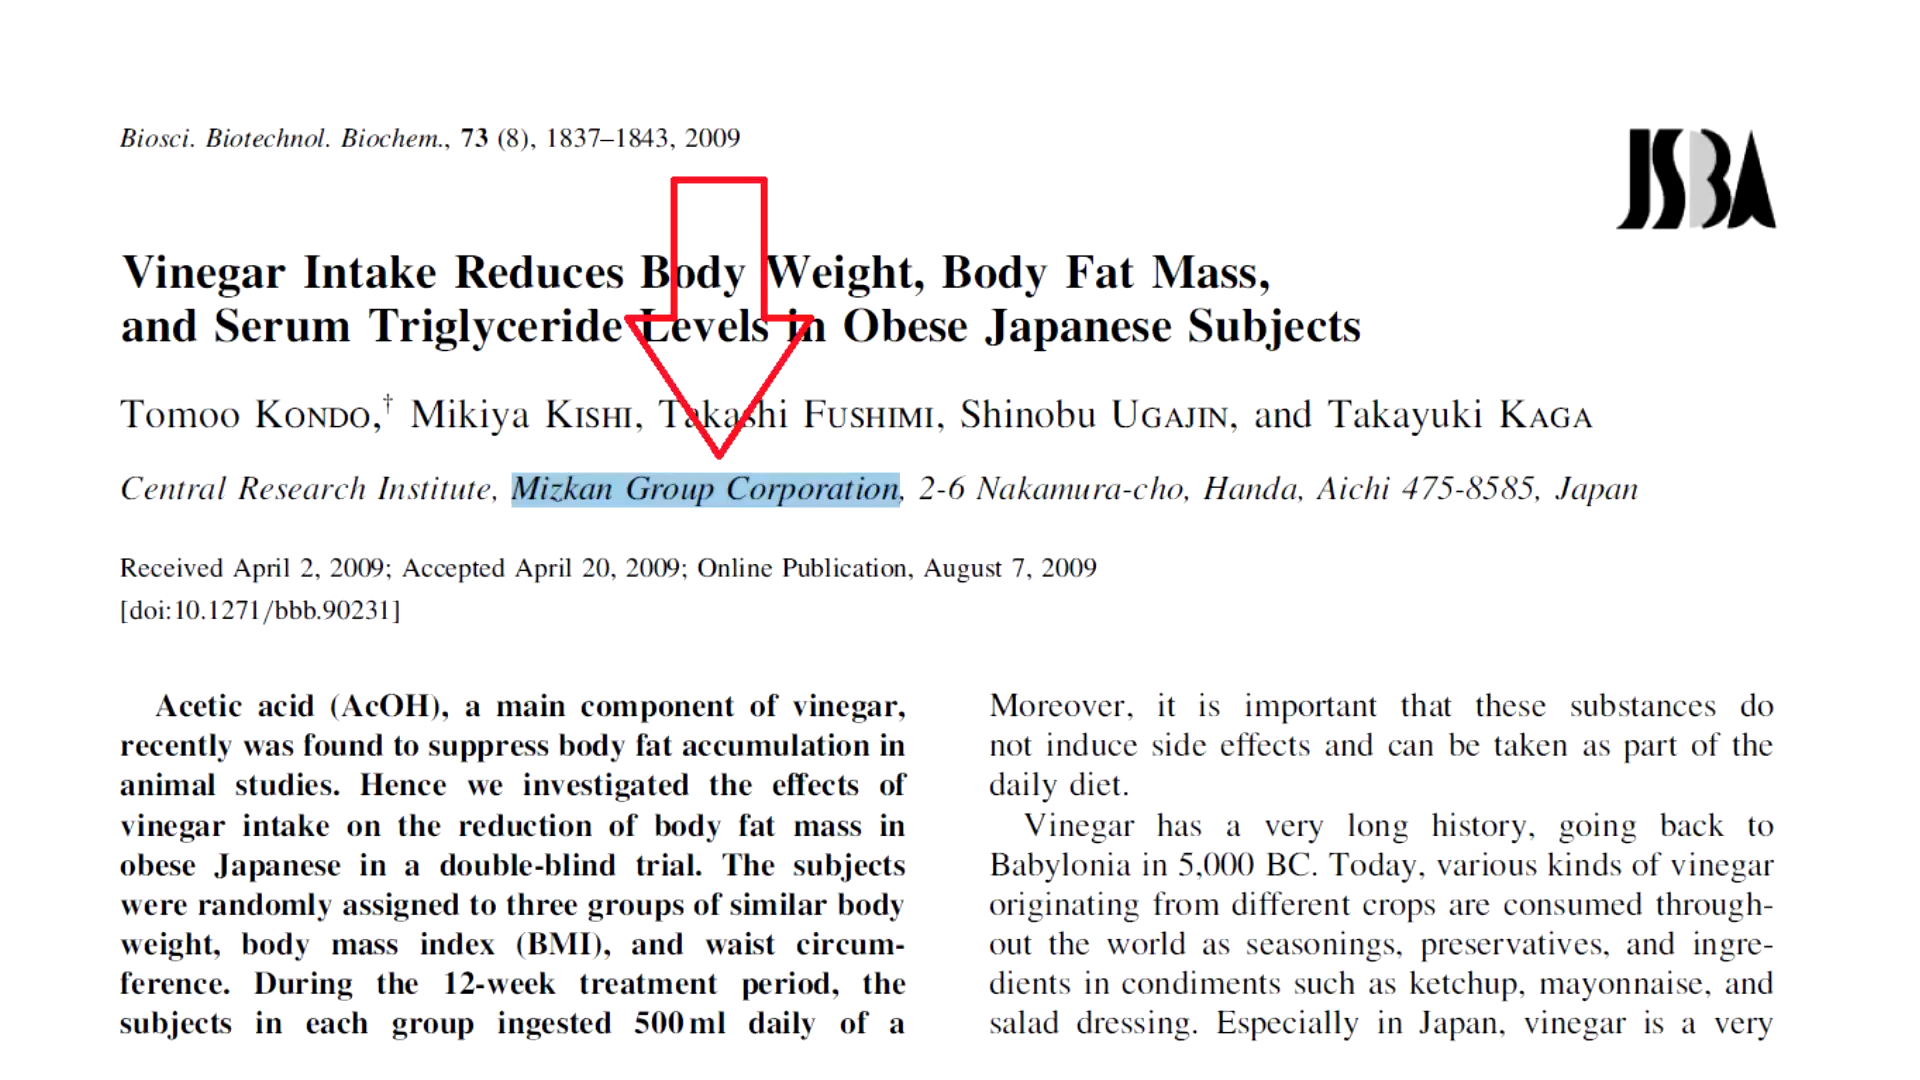 Biosci. Biotechnol. Biochem., 73 (8), 1837–1843, 2009
JSBA
Vinegar Intake Reduces Body Weight, Body Fat Mass,
and Serum Triglyceride Levels in Obese Japanese Subjects
Tomoo KONDO,† Mikiya KISHI, Takashi FUSHIMI, Shinobu UGAJIN, and Takayuki KAGA
Central Research Institute, Mizkan Group Corporation, 2-6 Nakamura-cho, Handa, Aichi 475-8585, Japan
Received April 2, 2009; Accepted April 20, 2009; Online Publication, August 7, 2009
[doi:10.1271/bbb.90231]
Acetic acid (AcOH), a main component of vinegar,
recently was found to suppress body fat accumulation in
animal studies. Hence we investigated the effects of
vinegar intake on the reduction of body fat mass in
obese Japanese in a double-blind trial. The subjects
were randomly assigned to three groups of similar body
weight, body mass index (BMI), and waist circum-
ference. During the 12-week treatment period, the
subjects in each group ingested 500 ml daily of a
Moreover, it is important that these substances do
not induce side effects and can be taken as part of the
daily diet.
Vinegar has a very long history, going back to
Babylonia in 5,000 BC. Today, various kinds of vinegar
originating from different crops are consumed through-
out the world as seasonings, preservatives, and ingre-
dients in condiments such as ketchup, mayonnaise, and
salad dressing. Especially in Japan, vinegar is a very